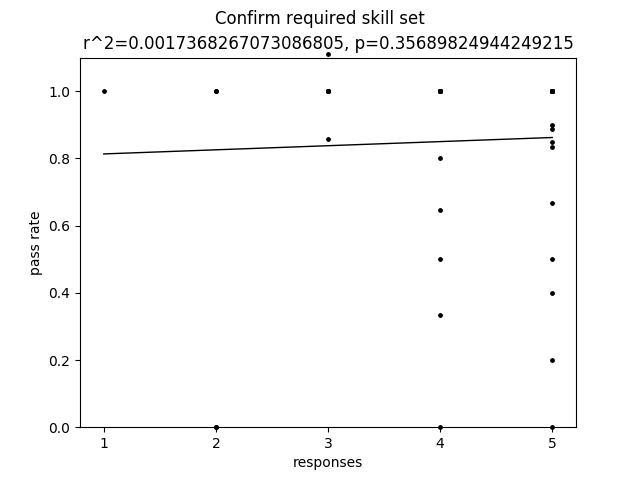 Confirm required skill set
r^2=0.0017368267073086805, p=0.35689824944249215
1.0
0.8
0.6
0.4
0.2
0.0
pass rate
1 2 3 4 5
responses